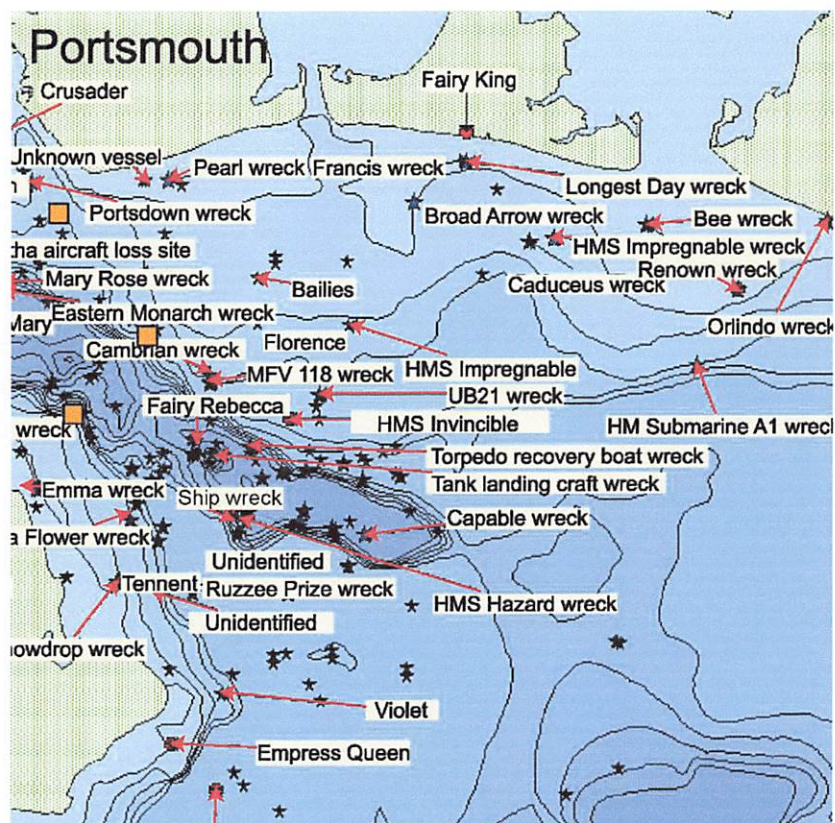 Portsmouth
Fairy King
Crusader
Unknown vessel
Pearl wreck
Francis wreck
Longest Day wreck
Portsdown wreck
Broad Arrow wreck
Bee wreck
tha aircraft loss site
HMS Impregnable wreck
Mary Rose wreck
Bailies
Caduceus wreck
Renown wreck
Eastern Monarch wreck
Mary
Florence
Orlindo wreck
Cambrian wreck
MFV 118 wreck
HMS Impregnable
UB21 wreck
Fairy Rebecca
HMS Invincible
HM Submarine A1 wrecl
wreck
Torpedo recovery boat wreck
Tank landing craft wreck
Emma wreck
Ship wreck
Capable wreck
a Flower wreck
Unidentified
Tennent
Ruzzee Prize wreck
HMS Hazard wreck
Unidentified
nowdrop wreck
Violet
Empress Queen